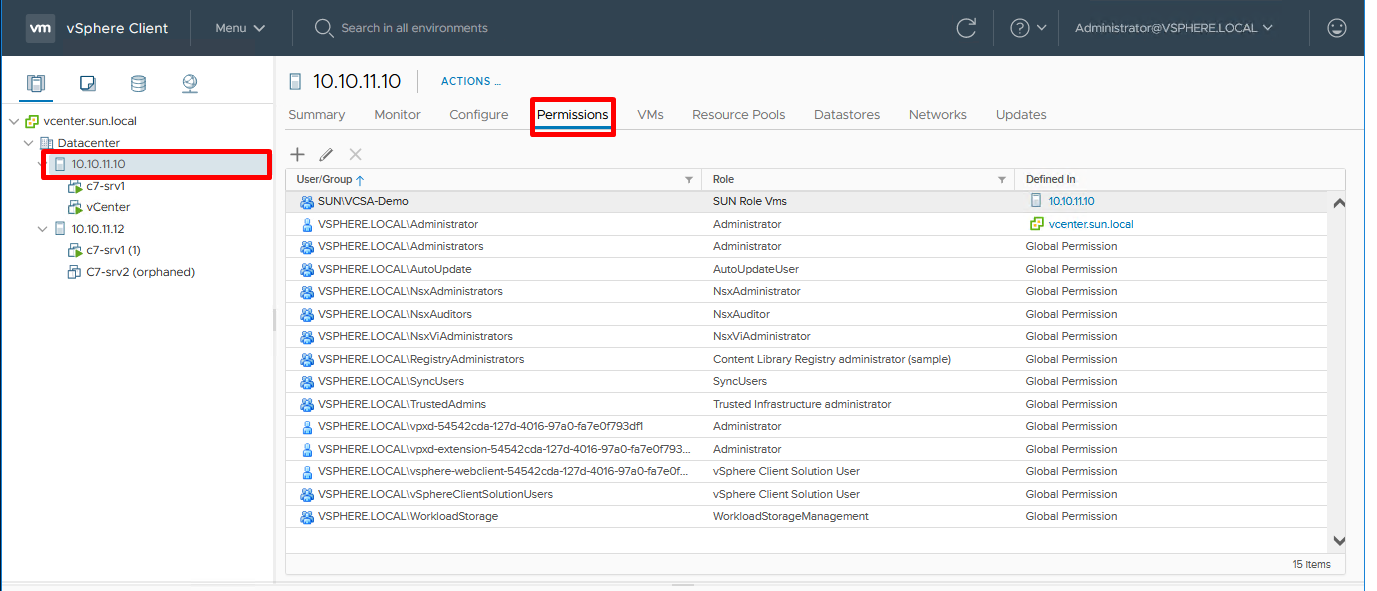 vm vSphere Client Menu Search in all environments ? Administrator@VSPHERE.LOCAL
10.10.11.10 ACTIONS ...
Summary Monitor Configure Permissions VMs Resource Pools Datastores Networks Updates
vcenter.sun.local
Datacenter
10.10.11.10
c7-srv1
vCenter
10.10.11.12
c7-srv1 (1)
C7-srv2 (orphaned)
User/Group Role Defined In
SUN\VCSA-Demo SUN Role Vms 10.10.11.10
VSPHERE.LOCAL\Administrator Administrator vcenter.sun.local
VSPHERE.LOCAL\Administrators Administrator Global Permission
VSPHERE.LOCAL\AutoUpdate AutoUpdateUser Global Permission
VSPHERE.LOCAL\NsxAdministrators NsxAdministrator Global Permission
VSPHERE.LOCAL\NsxAuditors NsxAuditor Global Permission
VSPHERE.LOCAL\NsxViAdministrators NsxViAdministrator Global Permission
VSPHERE.LOCAL\RegistryAdministrators Content Library Registry administrator (sample) Global Permission
VSPHERE.LOCAL\SyncUsers SyncUsers Global Permission
VSPHERE.LOCAL\TrustedAdmins Trusted Infrastructure administrator Global Permission
VSPHERE.LOCAL\vpxd-54542cda-127d-4016-97a0-fa7e0f793df1 Administrator Global Permission
VSPHERE.LOCAL\vpxd-extension-54542cda-127d-4016-97a0-fa7e0f793... Administrator Global Permission
VSPHERE.LOCAL\vsphere-webclient-54542cda-127d-4016-97a0-fa7e0f... vSphere Client Solution User Global Permission
VSPHERE.LOCAL\vSphereClientSolutionUsers vSphere Client Solution User Global Permission
VSPHERE.LOCAL\WorkloadStorage WorkloadStorageManagement Global Permission
15 Items